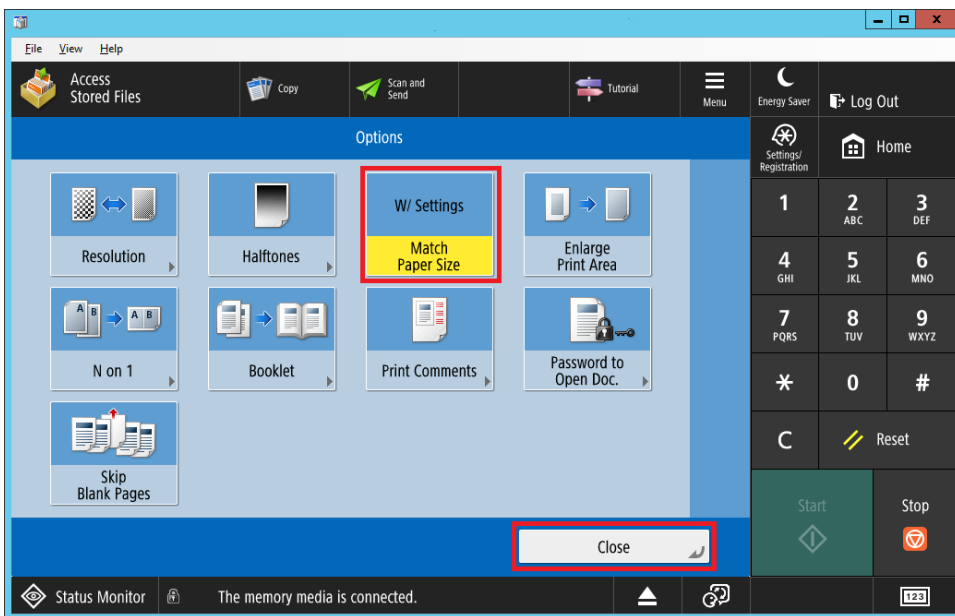 File View Help
Access
Stored Files
Copy
Scan and
Send
Tutorial
Menu
Energy Saver
Log Out
Options
Settings/
Registration
Home
W/ Settings
Resolution
Halftones
Match
Paper Size
Enlarge
Print Area
A B A B
N on 1
Booklet
Print Comments
Password to
Open Doc.
Skip
Blank Pages
Close
1
2
ABC
3
DEF
4
GHI
5
JKL
6
MNO
7
PQRS
8
TUV
9
WXYZ
* 0 #
C
Reset
Start
Stop
Status Monitor
The memory media is connected.
123